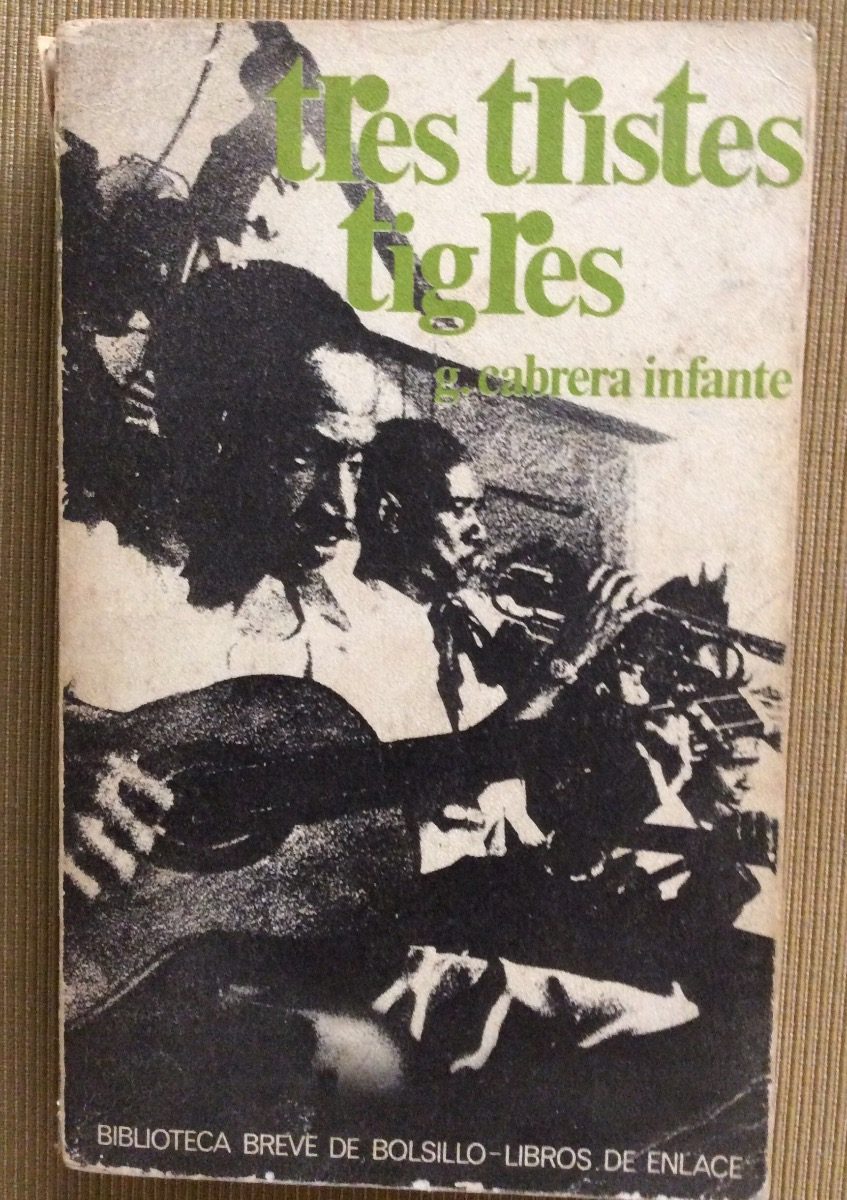 tres tristes
tigres
g. cabrera infante
BIBLIOTECA BREVE DE BOLSILLO-LIBROS DE ENLACE